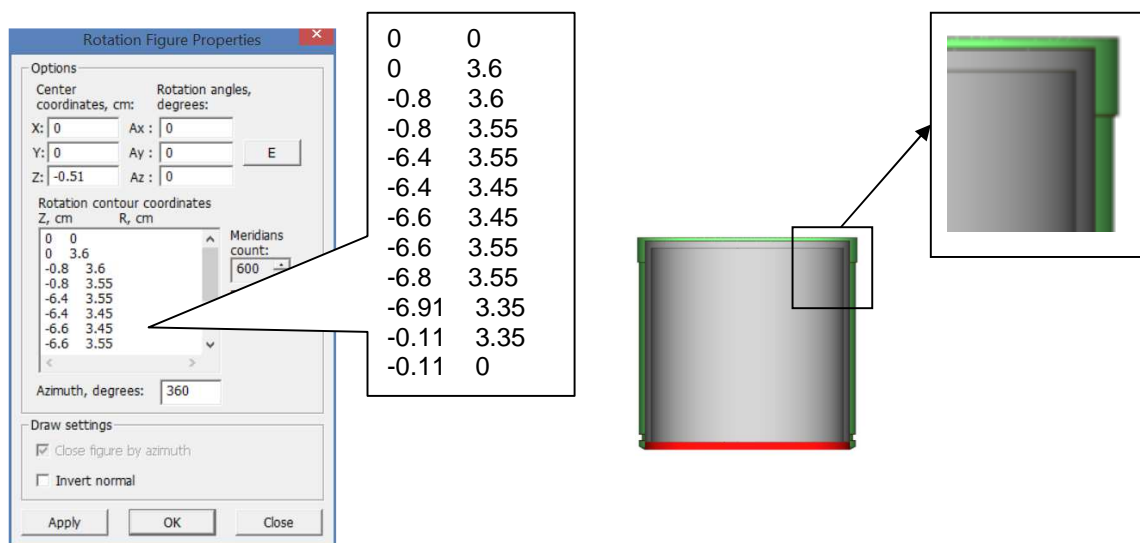 Rotation Figure Properties
Options
Center coordinates, cm:
Rotation angles, degrees:
X: 0 Ax : 0
Y: 0 Ay : 0
E
Z: -0.51 Az : 0
Rotation contour coordinates
Z, cm R, cm
0 0
0 3.6
-0.8 3.6
-0.8 3.55
-6.4 3.55
-6.4 3.45
-6.6 3.45
-6.6 3.55
Meridians count:
600
Azimuth, degrees: 360
Draw settings
Close figure by azimuth
Invert normal
Apply OK Close
0 0
0 3.6
-0.8 3.6
-0.8 3.55
-6.4 3.55
-6.4 3.45
-6.6 3.45
-6.6 3.55
-6.8 3.55
-6.91 3.35
-0.11 3.35
-0.11 0